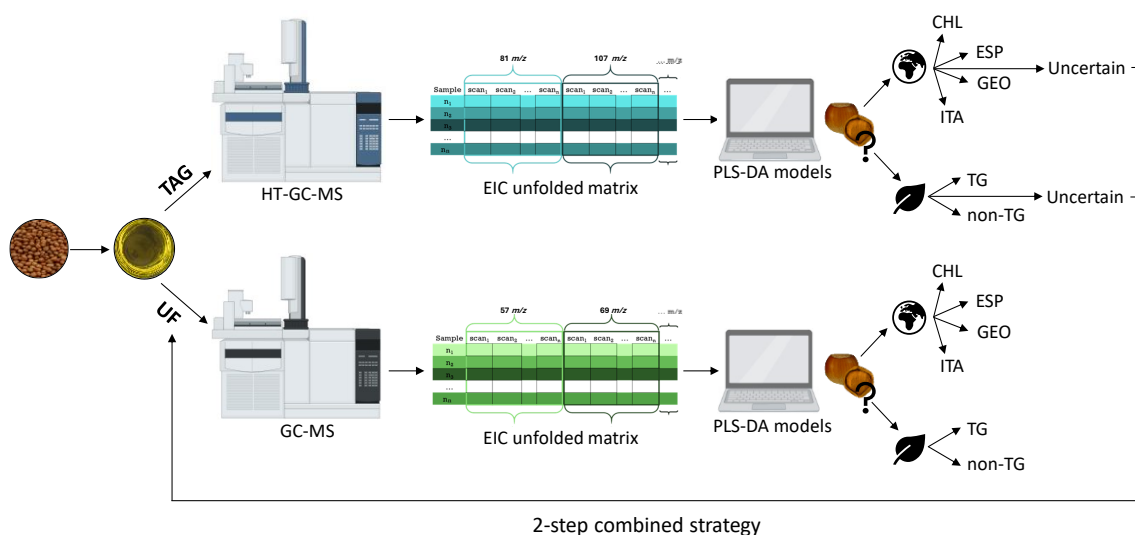 TAG
HT-GC-MS
81 m/z
107 m/z
... m/z
Sample scan1 scan2 ... scann scan1 scan2 ... scann ...
n1
n2
n3
...
nn
EIC unfolded matrix
PLS-DA models
?
CHL
ESP
GEO
ITA
Uncertain
TG
non-TG
Uncertain
UF
GC-MS
57 m/z
69 m/z
... m/z
Sample scan1 scan2 ... scann scan1 scan2 ... scann ...
n1
n2
n3
...
nn
EIC unfolded matrix
PLS-DA models
?
CHL
ESP
GEO
ITA
TG
non-TG
2-step combined strategy